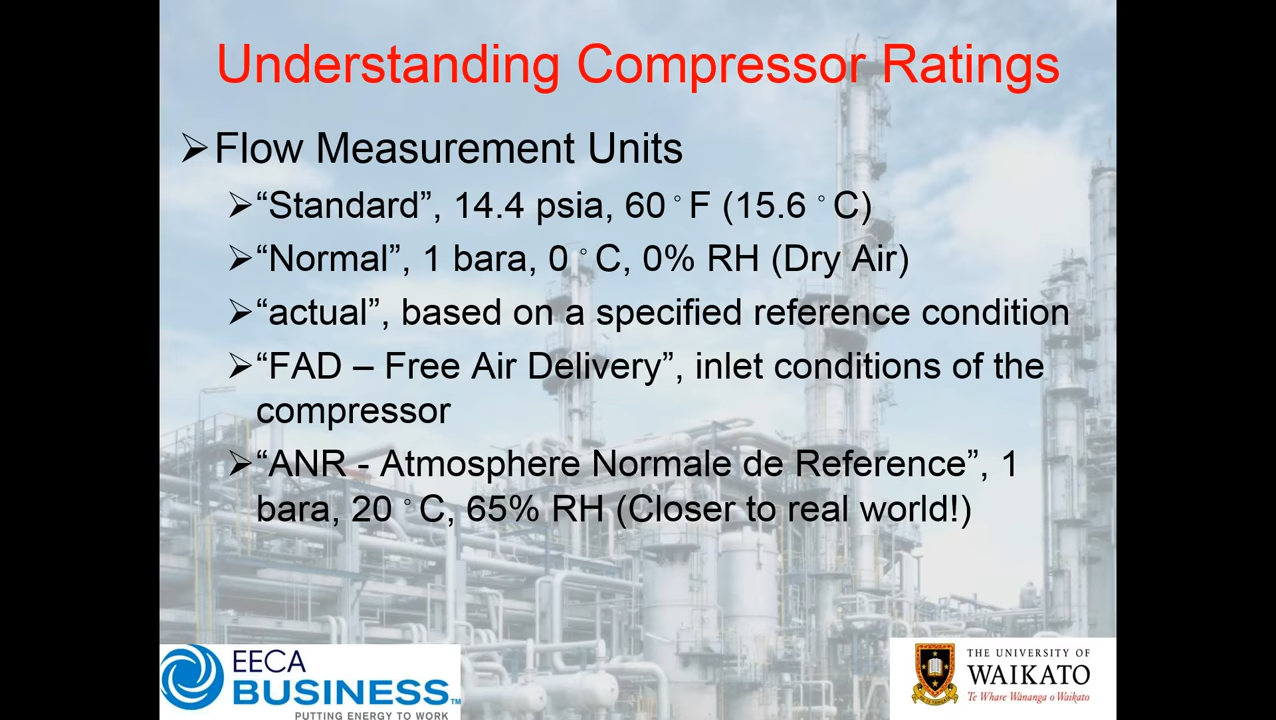 Understanding Compressor Ratings
Flow Measurement Units
“Standard”, 14.4 psia, 60 ° F (15.6 ° C)
“Normal”, 1 bara, 0 ° C, 0% RH (Dry Air)
“actual”, based on a specified reference condition
“FAD – Free Air Delivery”, inlet conditions of the
compressor
“ANR - Atmosphere Normale de Reference”, 1
bara, 20 ° C, 65% RH (Closer to real world!)
EECA
BUSINESS™
PUTTING ENERGY TO WORK
THE UNIVERSITY OF
WAIKATO
Te Whare Wānanga o Waikato